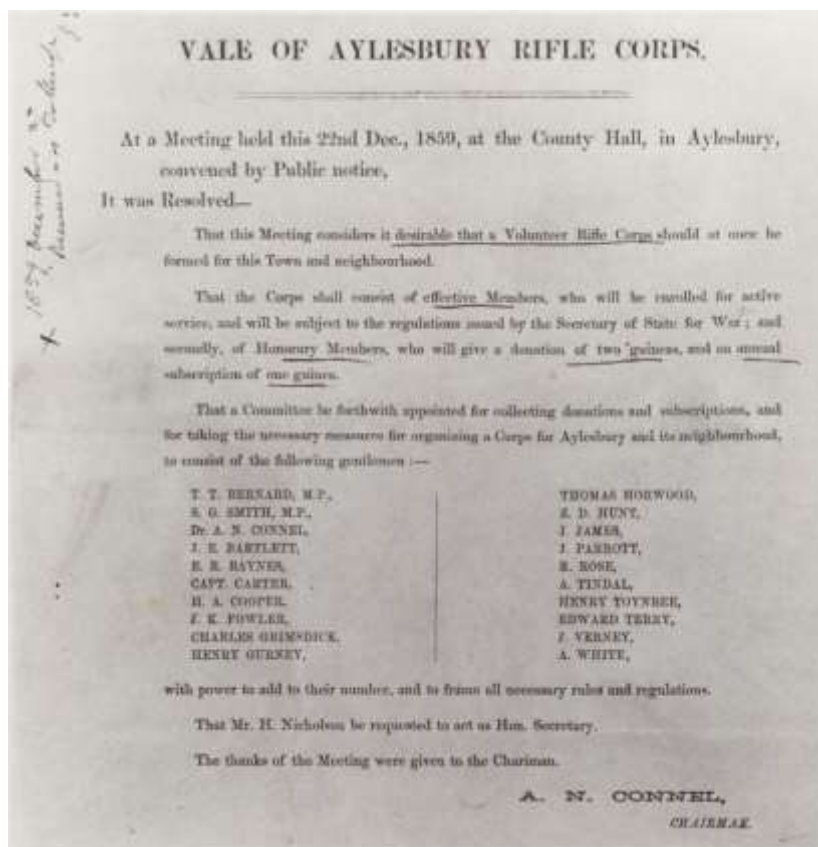 VALE OF AYLESBURY RIFLE CORPS.
At a Meeting held this 22nd Dec., 1859, at the County Hall, in Aylesbury,
convened by Public notice,
It was Resolved—
That this Meeting considers it desirable that a Volunteer Rifle Corps should at once be
formed for this Town and neighbourhood.
That the Corps shall consist of effective Members, who will be enrolled for active
service, and will be subject to the regulations issued by the Secretary of State for War; and
secondly, of Honorary Members, who will give a donation of two guineas, and an annual
subscription of one guinea.
That a Committee be forthwith appointed for collecting donations and subscriptions, and
for taking the necessary measures for organizing a Corps for Aylesbury and its neighbourhood,
to consist of the following gentlemen :—
T. T. BERNARD, M.P.,
S. G. SMITH, M.P.,
Dr. A. N. CONNEL,
J. E. BARTLETT,
E. R. BAYNES,
CAPT. CARTER,
H. A. COOPER,
J. K. FOWLER,
CHARLES GRIMSDICK,
HENRY GURNEY,
THOMAS HORWOOD,
Z. D. HUNT,
J. JAMES,
J. PARROTT,
R. ROSE,
A. TINDAL,
HENRY TOYNBEE,
EDWARD TERRY,
J. VERNEY,
A. WHITE,
with power to add to their number, and to frame all necessary rules and regulations.
That Mr. H. Nicholson be requested to act as Hon. Secretary.
The thanks of the Meeting were given to the Chariman.
A. N. CONNEL,
CHAIRMAN.
1859 December